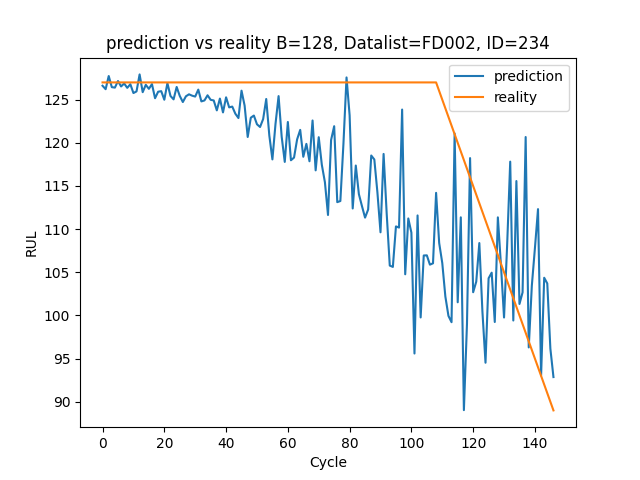 prediction vs reality B=128, Datalist=FD002, ID=234
prediction
reality
RUL
125
120
115
110
105
100
95
90
0 20 40 60 80 100 120 140
Cycle